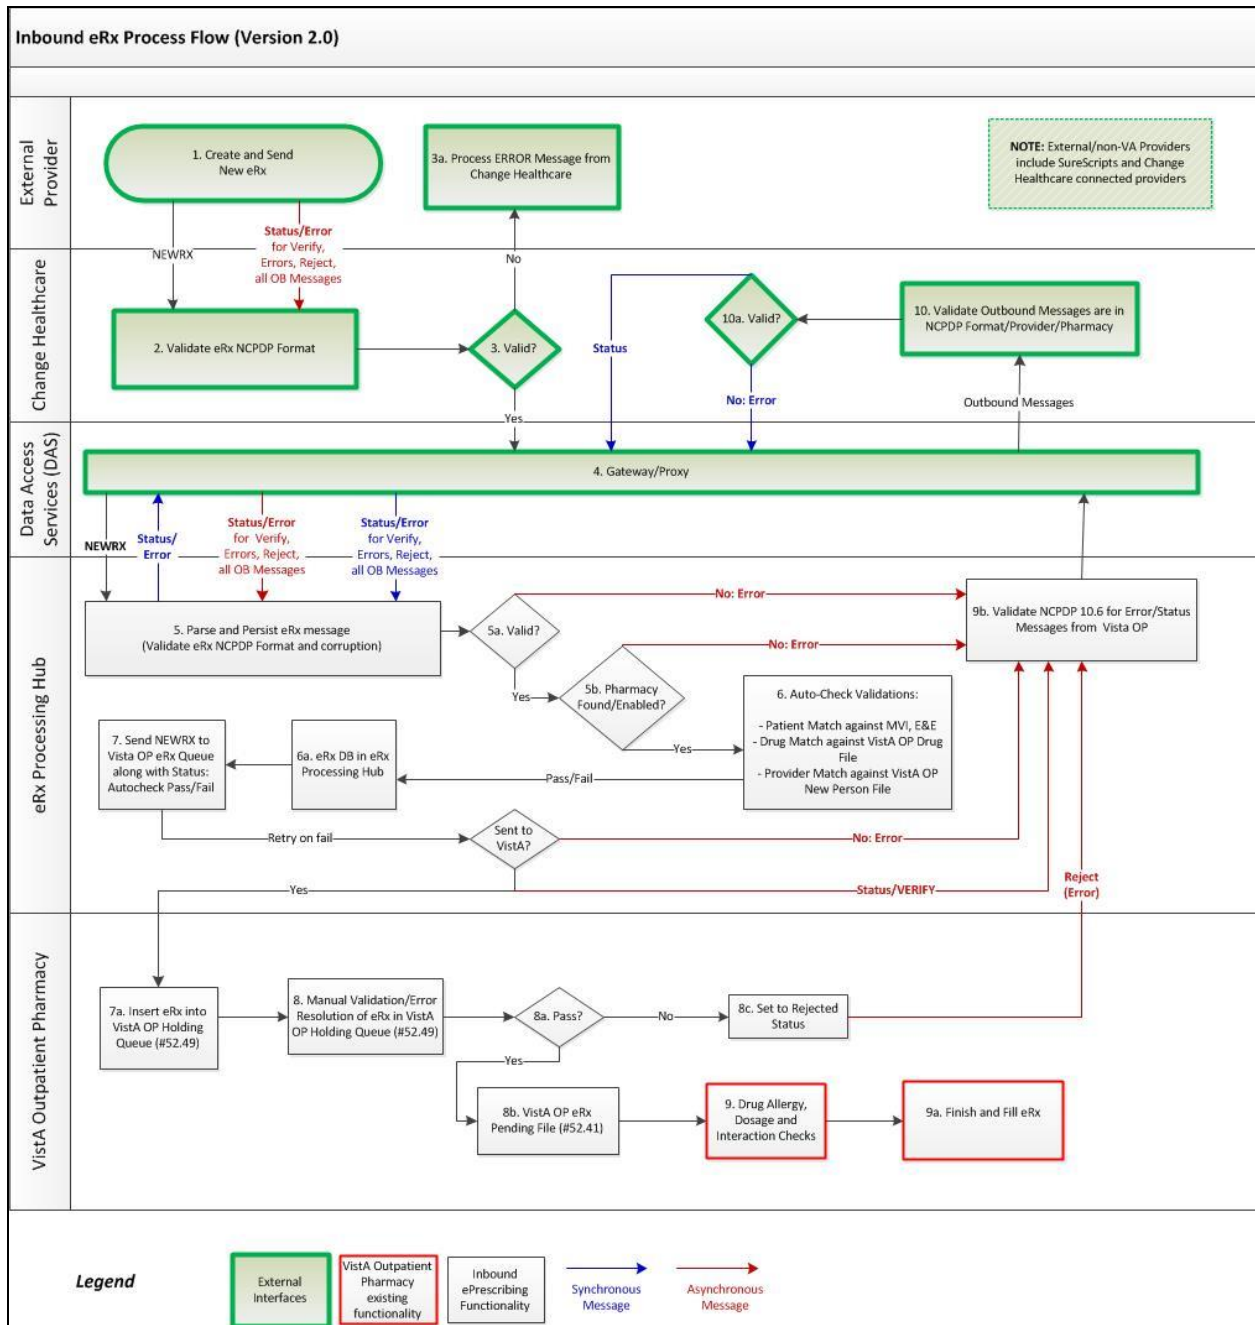 Inbound eRx Process Flow (Version 2.0)
External
Provider
1. Create and Send
New eRx
3a. Process ERROR Message from
Change Healthcare
NOTE: External/non-VA Providers
include SureScripts and Change
Healthcare connected providers
NEWRX
Status/Error
for Verify,
Errors, Reject,
all OB Messages
No
Change Healthcare
2. Validate eRx NCPDP Format
3. Valid?
10a. Valid?
10. Validate Outbound Messages are in
NCPDP Format/Provider/Pharmacy
Status
No: Error
Outbound Messages
Yes
Data Access
Services (DAS)
4. Gateway/Proxy
NEWRX
Status/
Error
Status/Error
for Verify,
Errors, Reject,
all OB Messages
Status/Error
for Verify,
Errors, Reject,
all OB Messages
eRx Processing Hub
5. Parse and Persist eRx message
(Validate eRx NCPDP Format and corruption)
5a. Valid?
No: Error
9b. Validate NCPDP 10.6 for Error/Status
Messages from Vista OP
Yes
5b. Pharmacy
Found/Enabled?
No: Error
Yes
6. Auto-Check Validations:
- Patient Match against MVI, E&E
- Drug Match against VistA OP Drug
File
- Provider Match against VistA OP
New Person File
7. Send NEWRX to
Vista OP eRx Queue
along with Status:
Autocheck Pass/Fail
6a. eRx DB in eRx
Processing Hub
Pass/Fail
Retry on fail
Sent to
VistA?
No: Error
Yes
Status/VERIFY
Reject
(Error)
VistA Outpatient Pharmacy
7a. Insert eRx into
VistA OP Holding
Queue (#52.49)
8. Manual Validation/Error
Resolution of eRx in VistA
OP Holding Queue (#52.49)
8a. Pass?
No
8c. Set to Rejected
Status
Yes
8b. VistA OP eRx
Pending File (#52.41)
9. Drug Allergy,
Dosage and
Interaction Checks
9a. Finish and Fill eRx
Legend
External
Interfaces
VistA Outpatient
Pharmacy
existing
functionality
Inbound
ePrescribing
Functionality
Synchronous
Message
Asynchronous
Message